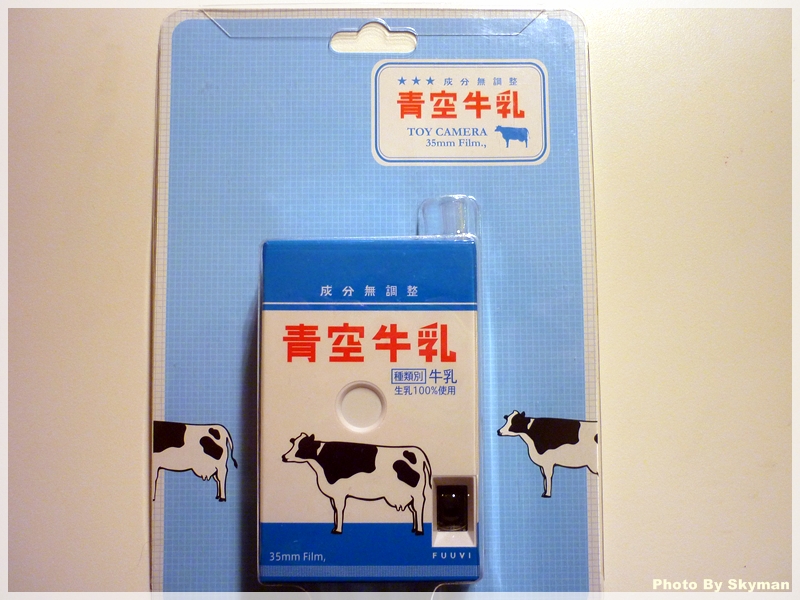 ★★★ 成分無調整
青空牛乳
TOY CAMERA
35mm Film.,
成分無調整
青空牛乳
種類別 牛乳
生乳100%使用
35mm Film,
FUUVI
Photo By Skyman